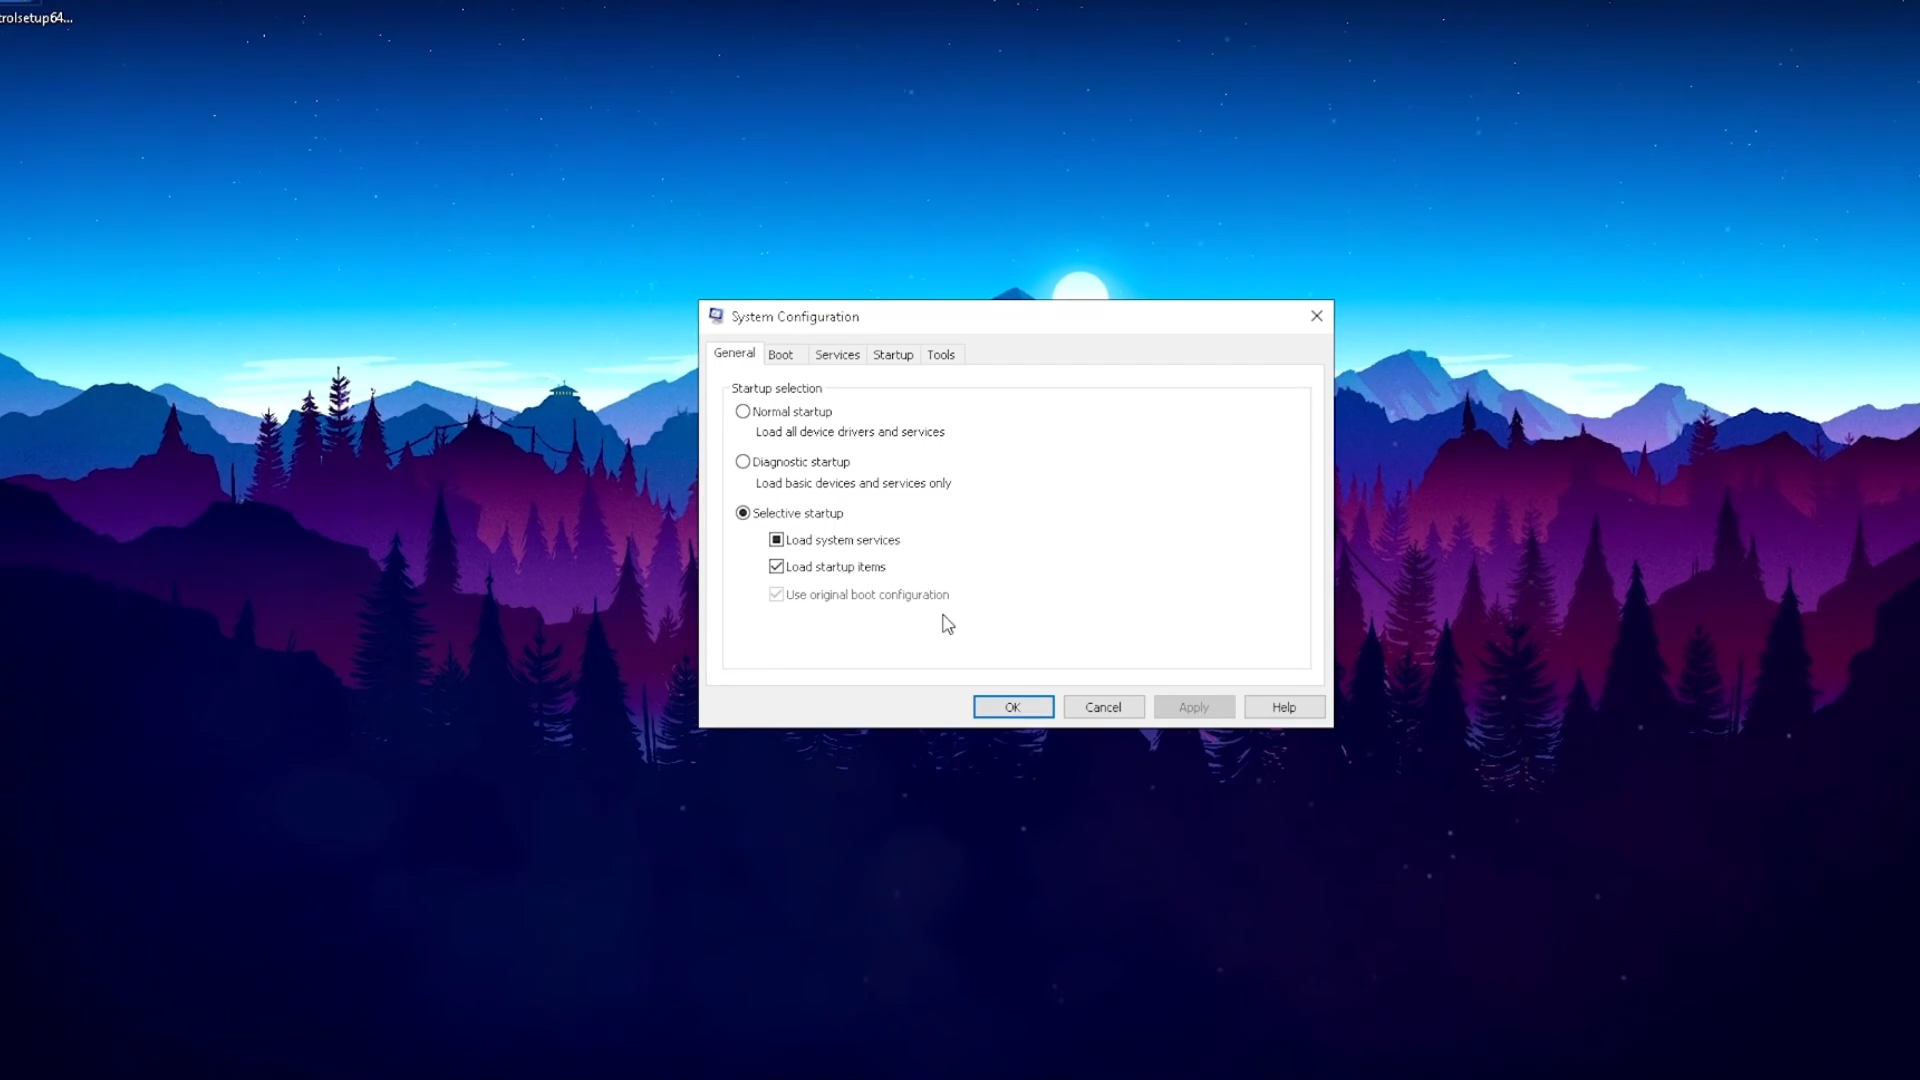 trolsetup64...
System Configuration
General Boot Services Startup Tools
Startup selection
Normal startup
Load all device drivers and services
Diagnostic startup
Load basic devices and services only
Selective startup
Load system services
Load startup items
Use original boot configuration
OK Cancel Apply Help